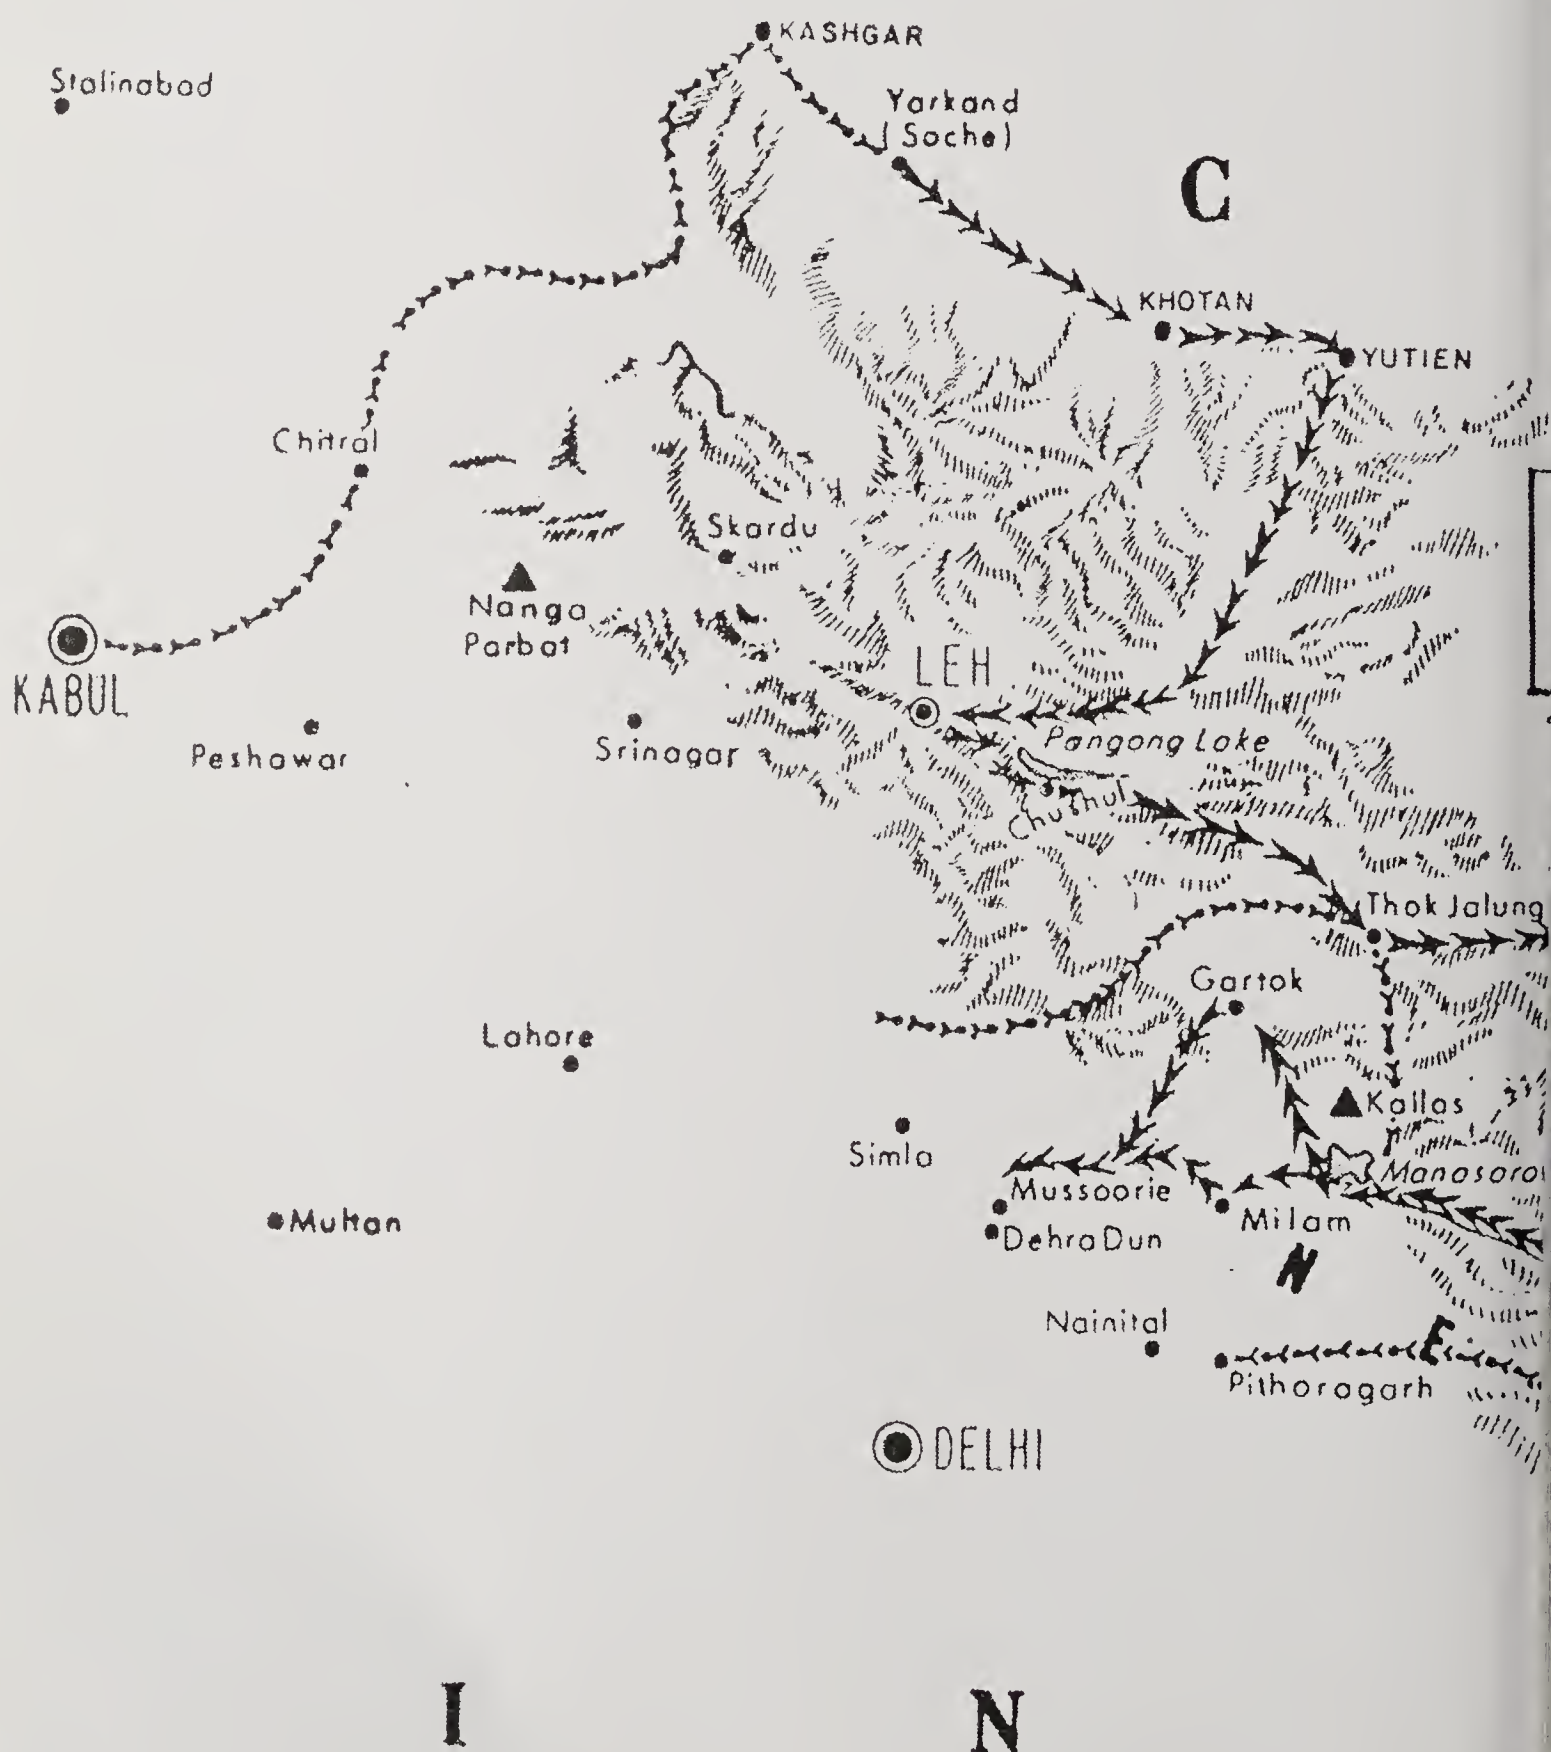 KASHGAR
Stalinabad
Yarkand
(Soche)
C
KHOTAN
YUTIEN
Chitral
Skardu
Nanga
Parbat
LEH
KABUL
Peshawar
Srinagar
Pangong Lake
Chushul
Thok Jalung
Gartok
Lahore
Kailas
Simla
Manasaro
Mussoorie
Multan
Milam
Dehra Dun
N
Nainital
E
Pithoragarh
DELHI
I
N